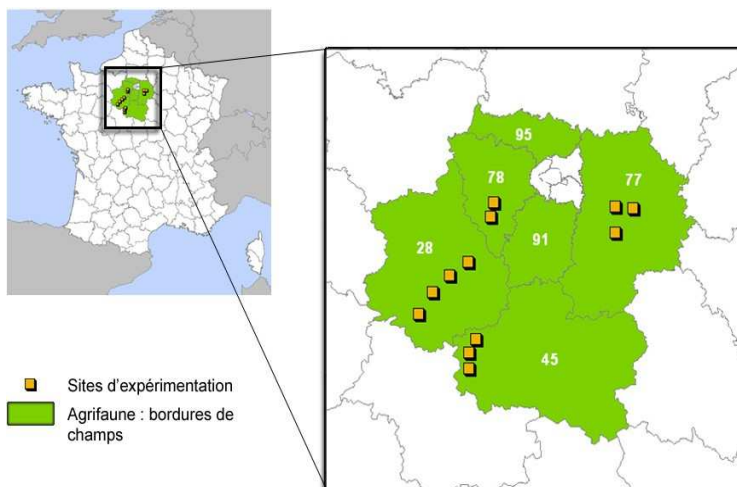 95
78
77
28
91
45
Sites d'expérimentation
Agrifaune : bordures de
champs